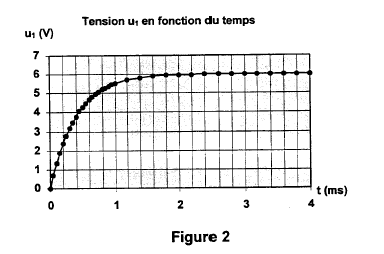 Tension u₁ en fonction du temps
u₁ (V)
7
6
5
4
3
2
1
0
0 1 2 3 4 t (ms)
Figure 2